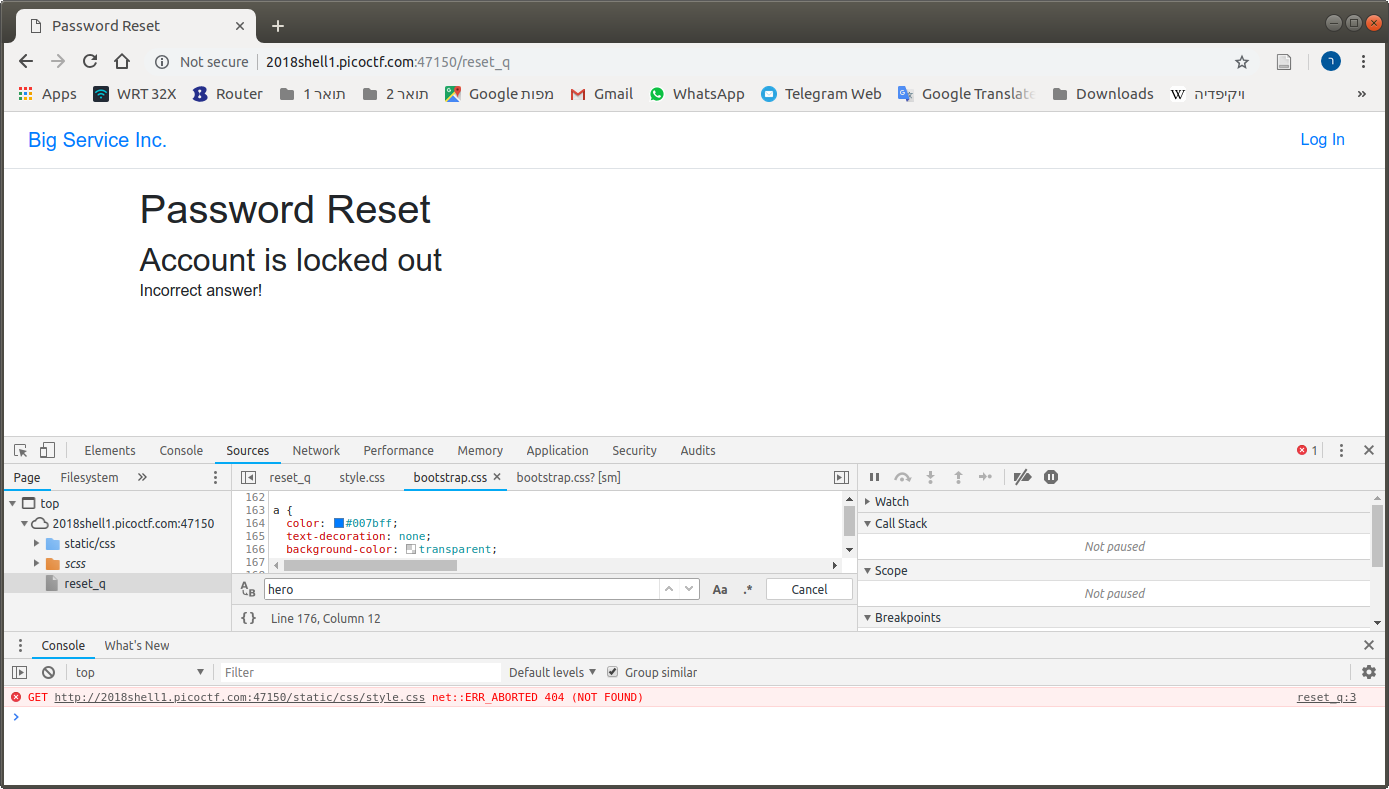 Password Reset
Not secure 2018shell1.picoctf.com:47150/reset_q
ר
Apps WRT 32X Router תואר 1 תואר 2 Google מפות Gmail WhatsApp Telegram Web Google Translate Downloads ויקיפדיה »
Big Service Inc. Log In
Password Reset
Account is locked out
Incorrect answer!
Elements Console Sources Network Performance Memory Application Security Audits 1
Page Filesystem » reset_q style.css bootstrap.css × bootstrap.css? [sm]
top
2018shell1.picoctf.com:47150
static/css
scss
reset_q
162
163 a {
164 color: #007bff;
165 text-decoration: none;
166 background-color: transparent;
167
hero Aa .* Cancel
{} Line 176, Column 12
Watch
Call Stack
Not paused
Scope
Not paused
Breakpoints
Console What's New
top Filter Default levels Group similar
GET http://2018shell1.picoctf.com:47150/static/css/style.css net::ERR_ABORTED 404 (NOT FOUND) reset_q:3
>